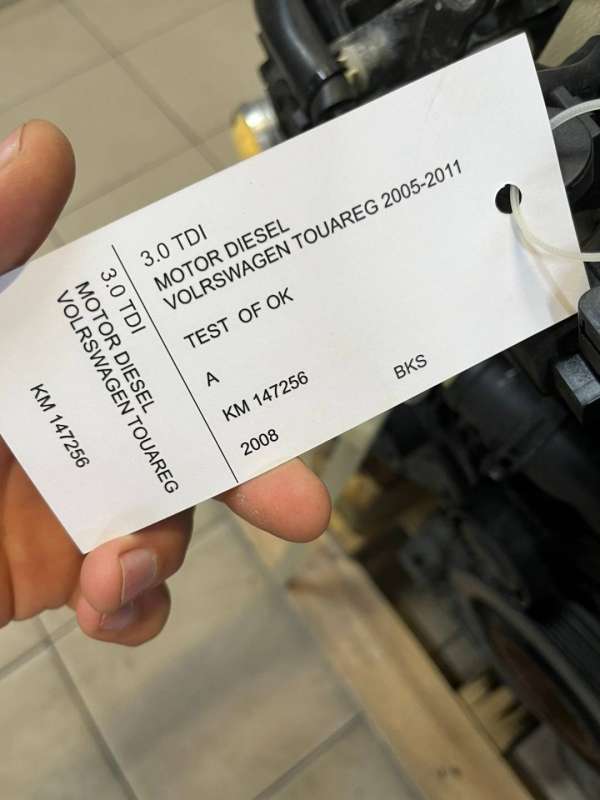 3.0 TDI
MOTOR DIESEL
VOLRSWAGEN TOUAREG 2005-2011
TEST OF OK
A
KM 147256
BKS
2008
3.0 TDI
MOTOR DIESEL
VOLRSWAGEN TOUAREG
KM 147256